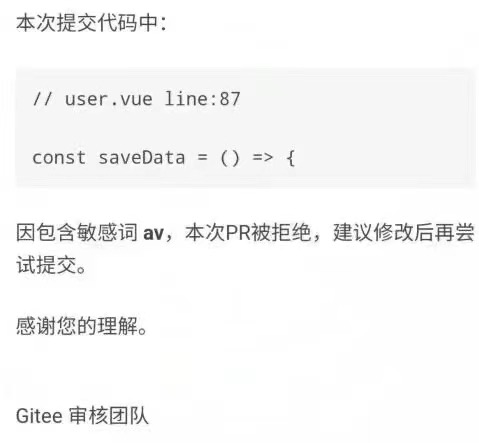 本次提交代码中：
// user.vue line:87
const saveData = () => {
因包含敏感词 av，本次PR被拒绝，建议修改后再尝
试提交。
感谢您的理解。
Gitee 审核团队